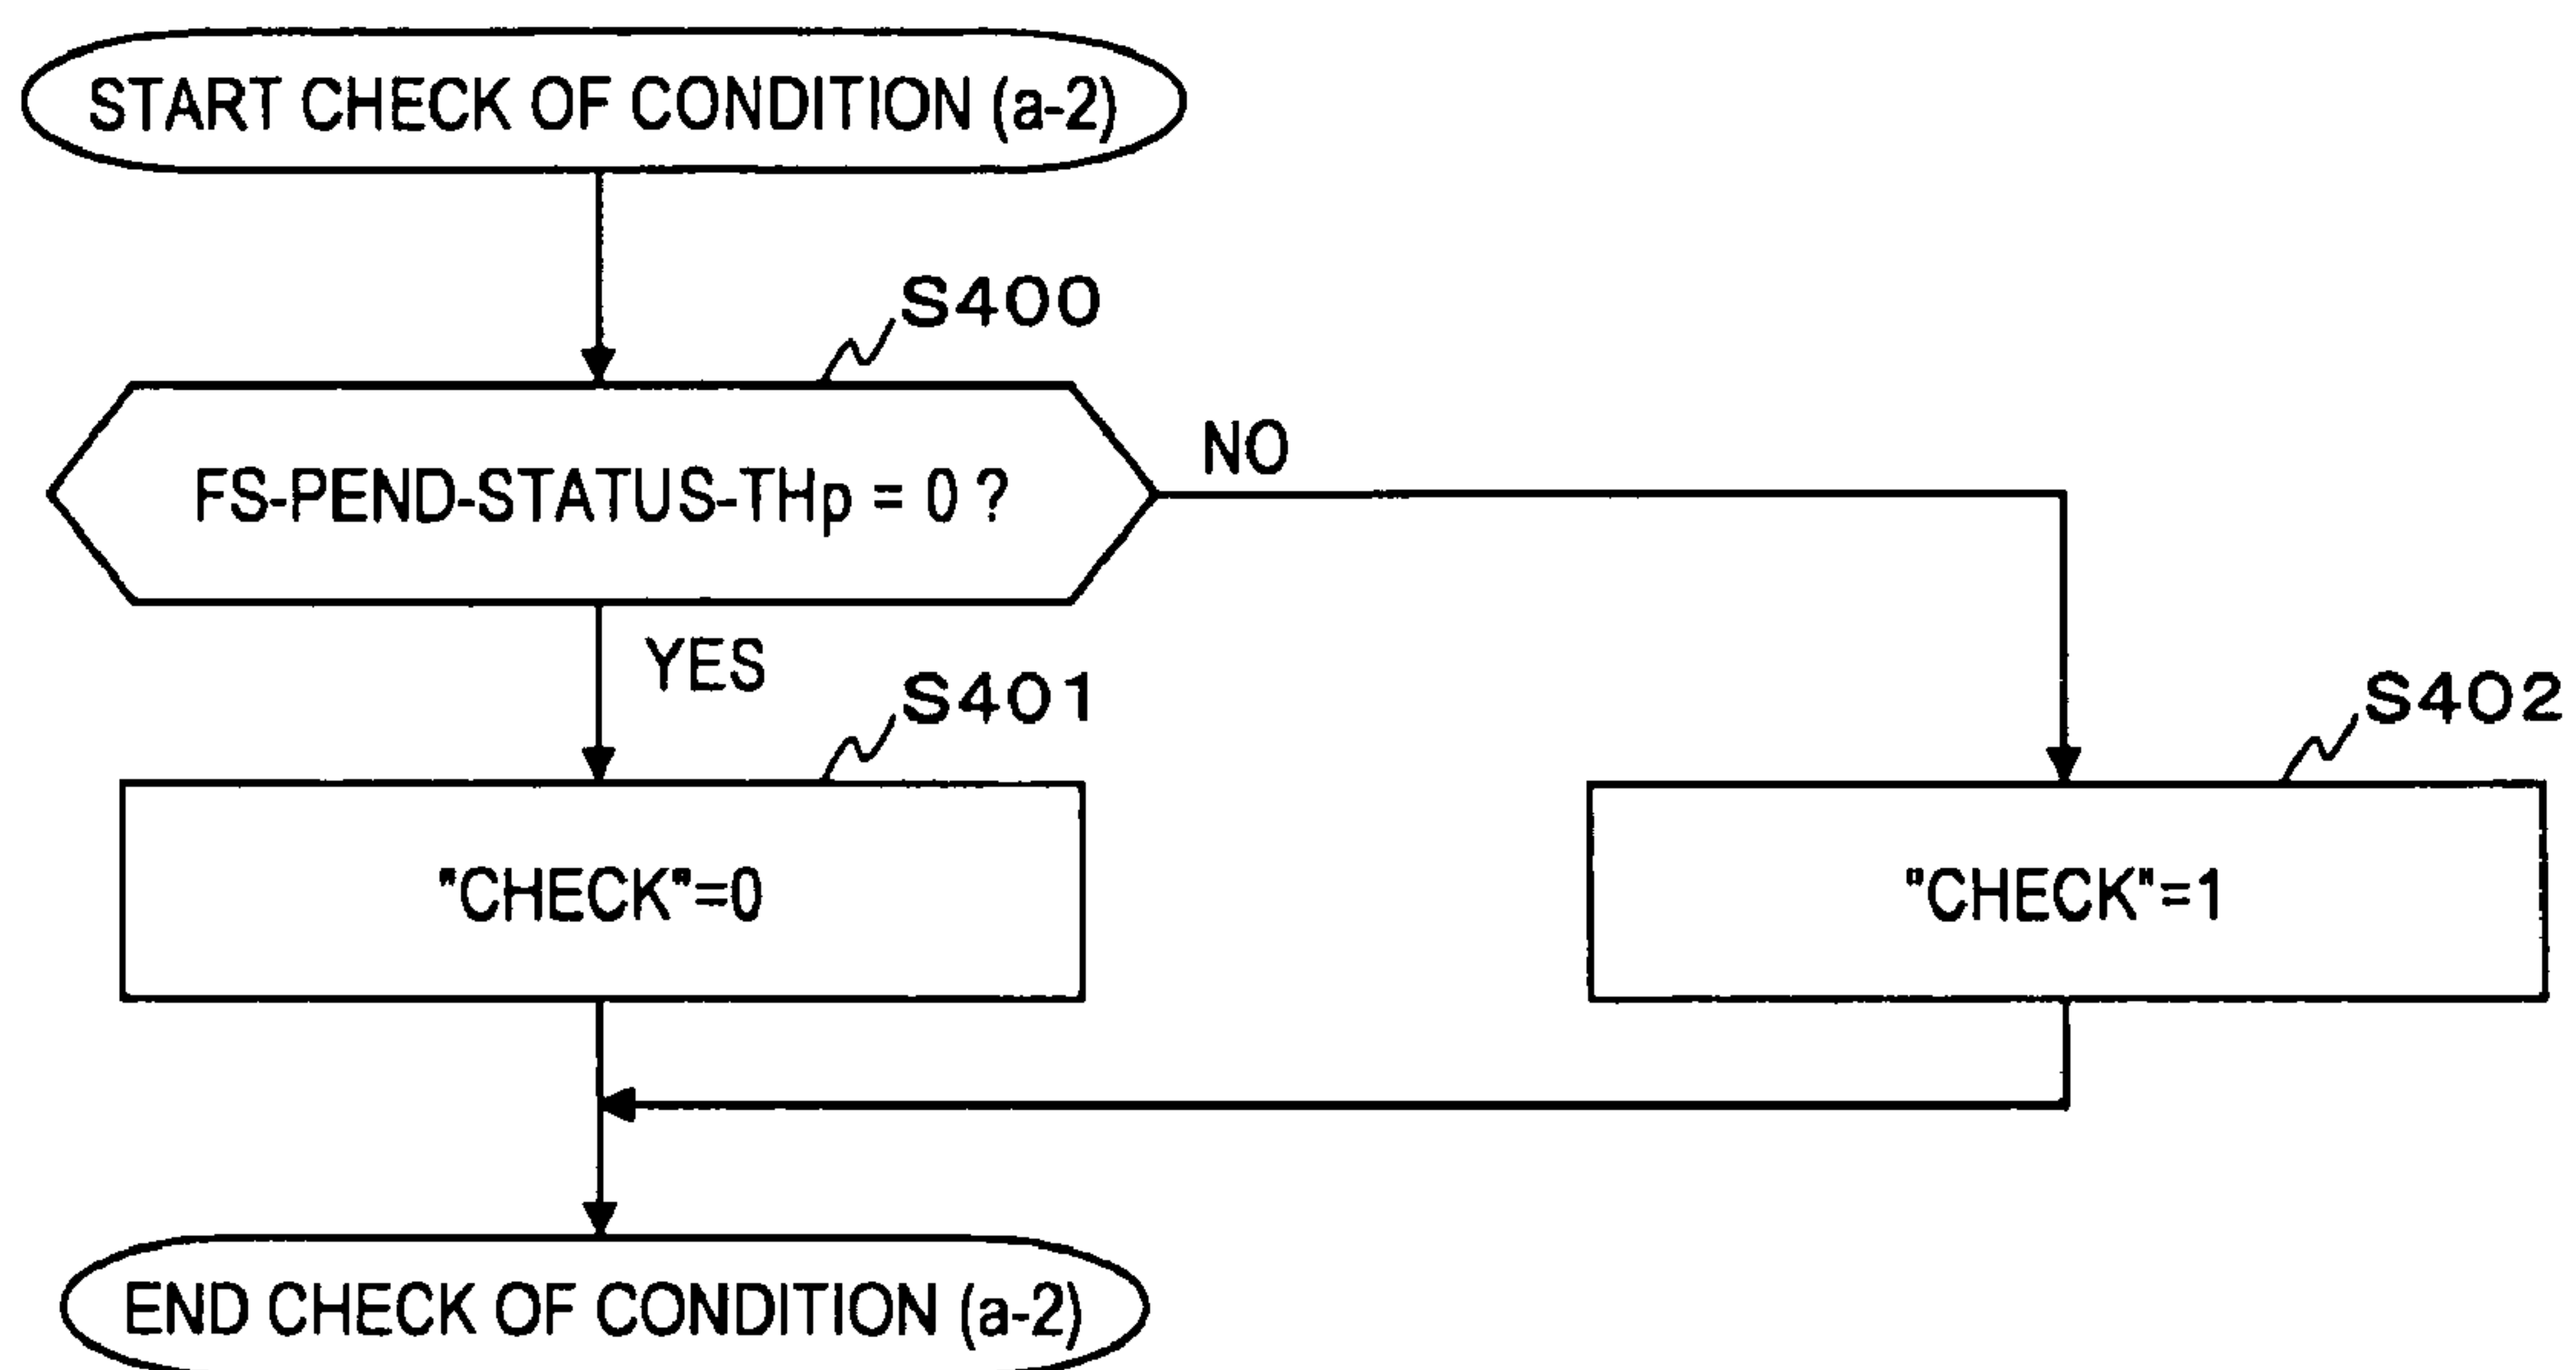 START CHECK OF CONDITION (a-2)
S400
FS-PEND-STATUS-THp = 0 ?
NO
YES
S401
S402
"CHECK"=0
"CHECK"=1
END CHECK OF CONDITION (a-2)